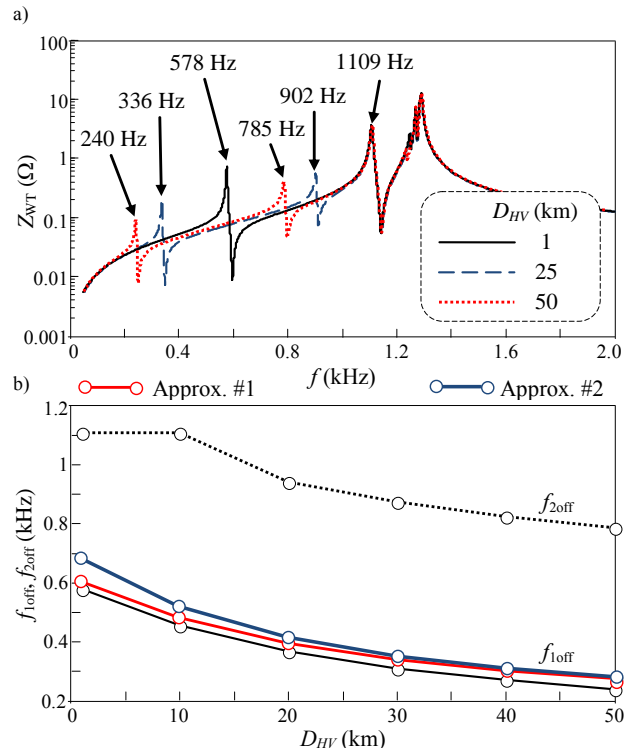 a)
578 Hz
1109 Hz
336 Hz
902 Hz
785 Hz
240 Hz
Z_WT (Ω)
10
1
0.10
0.01
0.001
D_HV (km)
1
25
50
0 0.4 0.8 1.2 1.6 2.0
f (kHz)
b)
Approx. #1
Approx. #2
f_1off, f_2off (kHz)
1.2
1
0.8
0.6
0.4
0.2
f_2off
f_1off
0 10 20 30 40 50
D_HV (km)